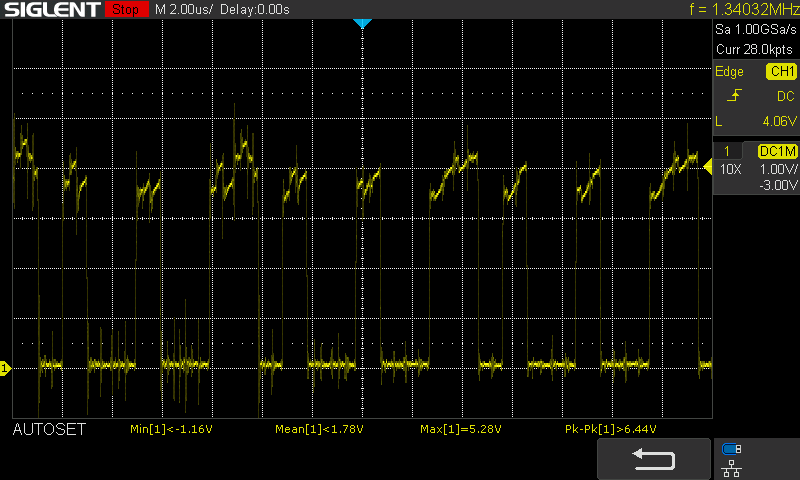 SIGLENT Stop M 2.00us/ Delay:0.00s f = 1.34032MHz
Sa 1.00GSa/s
Curr 28.0kpts
Edge CH1
DC
L 4.06V
1 DC1M
10X 1.00V/
-3.00V
1
AUTOSET Min[1]<-1.16V Mean[1]<1.78V Max[1]=5.28V Pk-Pk[1]>6.44V